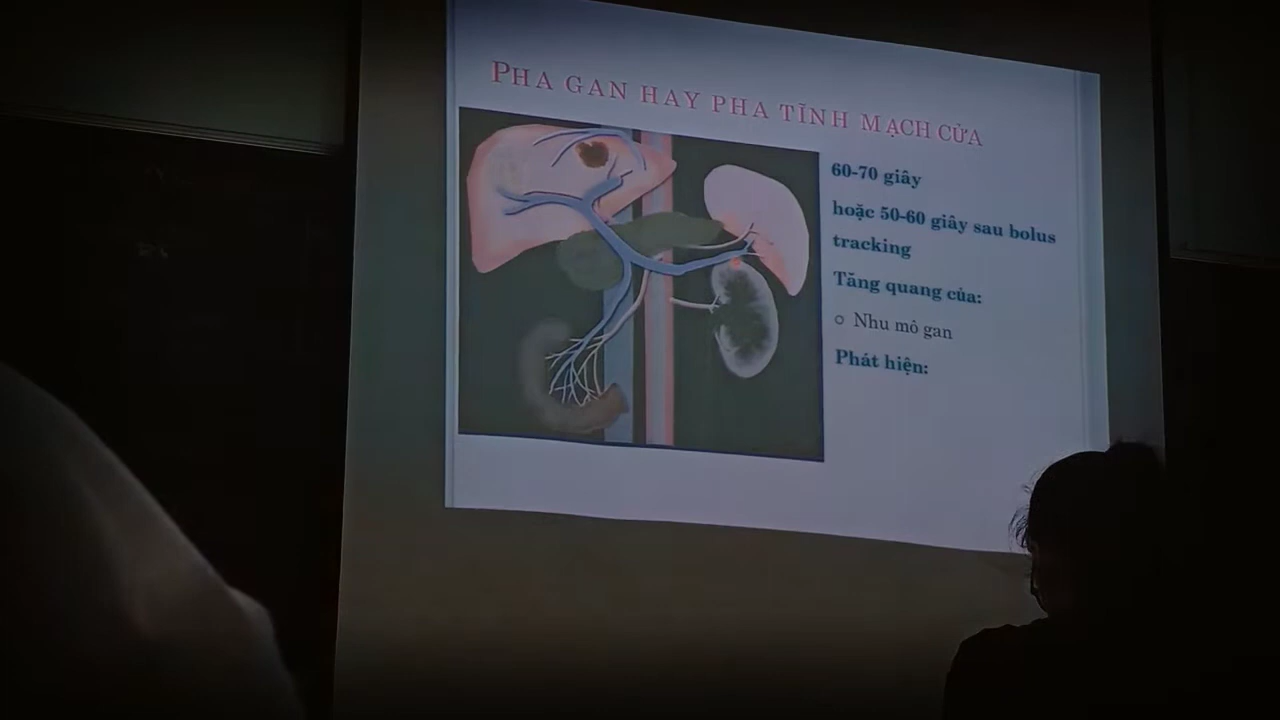 PHA GAN HAY PHA TĨNH MẠCH CỬA
60-70 giây
hoặc 50-60 giây sau bolus
tracking
Tăng quang của:
Nhu mô gan
Phát hiện: